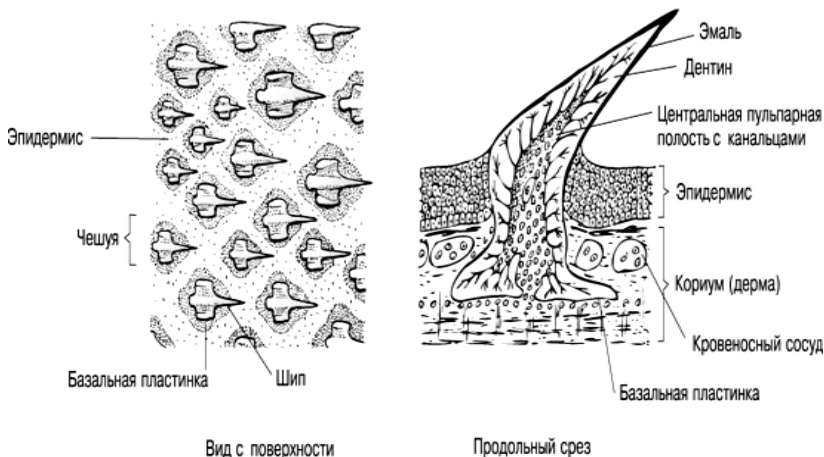 Эпидермис
Чешуя
Базальная пластинка
Шип
Вид с поверхности
Эмаль
Дентин
Центральная пульпарная
полость с канальцами
Эпидермис
Кориум (дерма)
Кровеносный сосуд
Базальная пластинка
Продольный срез